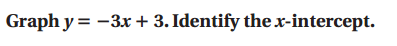 Graph y = −3x + 3. Identify the x-intercept.